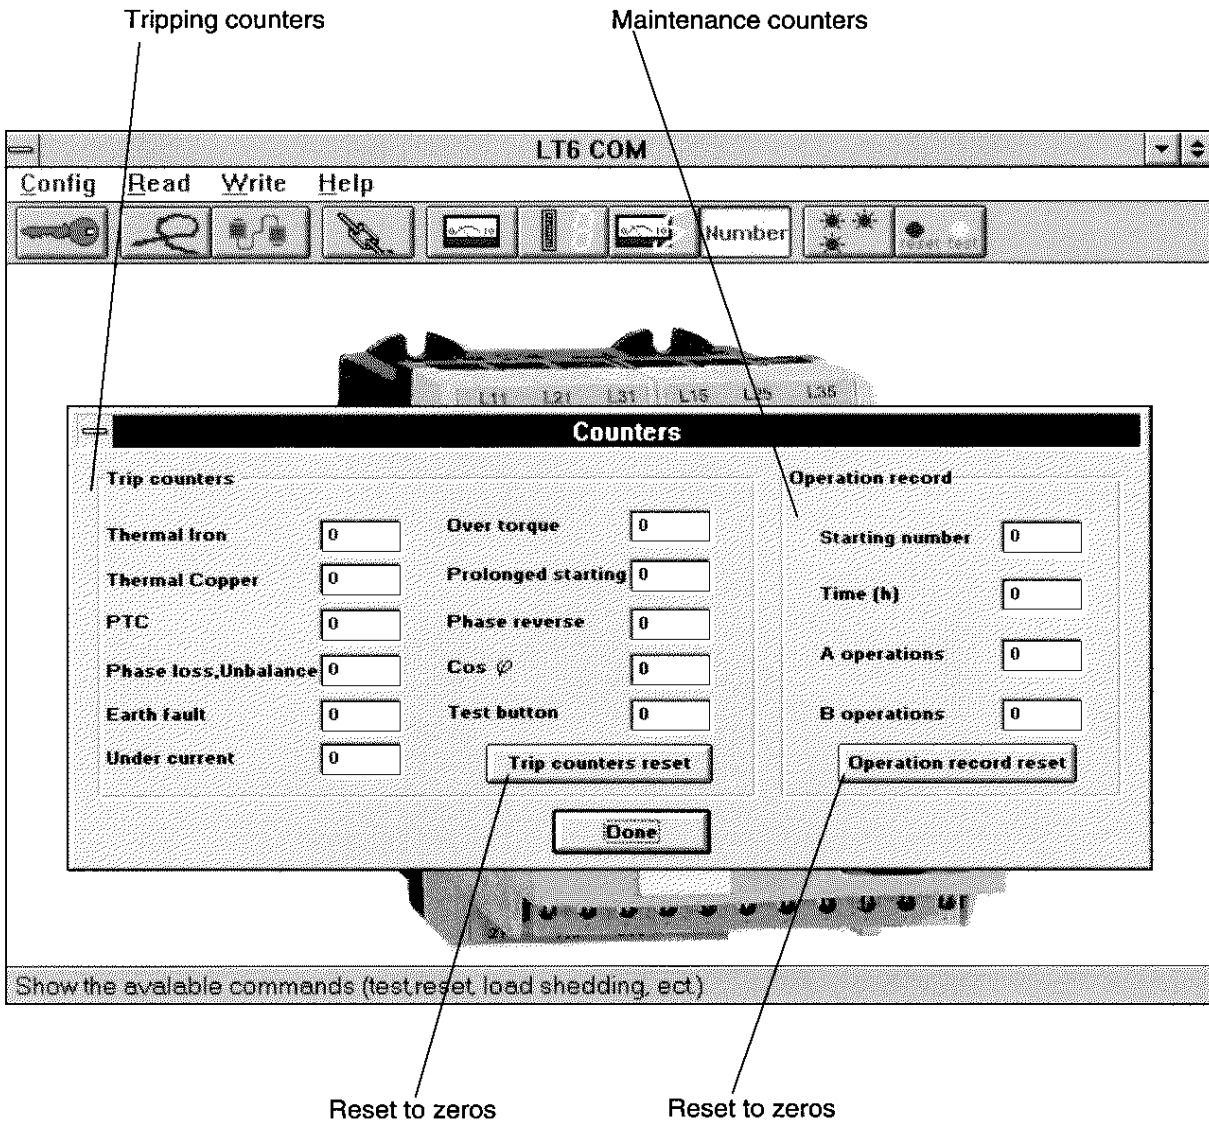 Tripping counters
Maintenance counters
LT6 COM
Config Read Write Help
Number
reset test
L11 L21 L31 L15 L25 L35
Counters
Trip counters
Operation record
Thermal Iron 0
Over torque 0
Starting number 0
Thermal Copper 0
Prolonged starting 0
Time (h) 0
PTC 0
Phase reverse 0
Phase loss,Unbalance 0
Cos φ 0
A operations 0
Earth fault 0
Test button 0
B operations 0
Under current 0
Trip counters reset
Operation record reset
Done
21
Show the avalable commands (test,reset, load shedding, ect.)
Reset to zeros
Reset to zeros